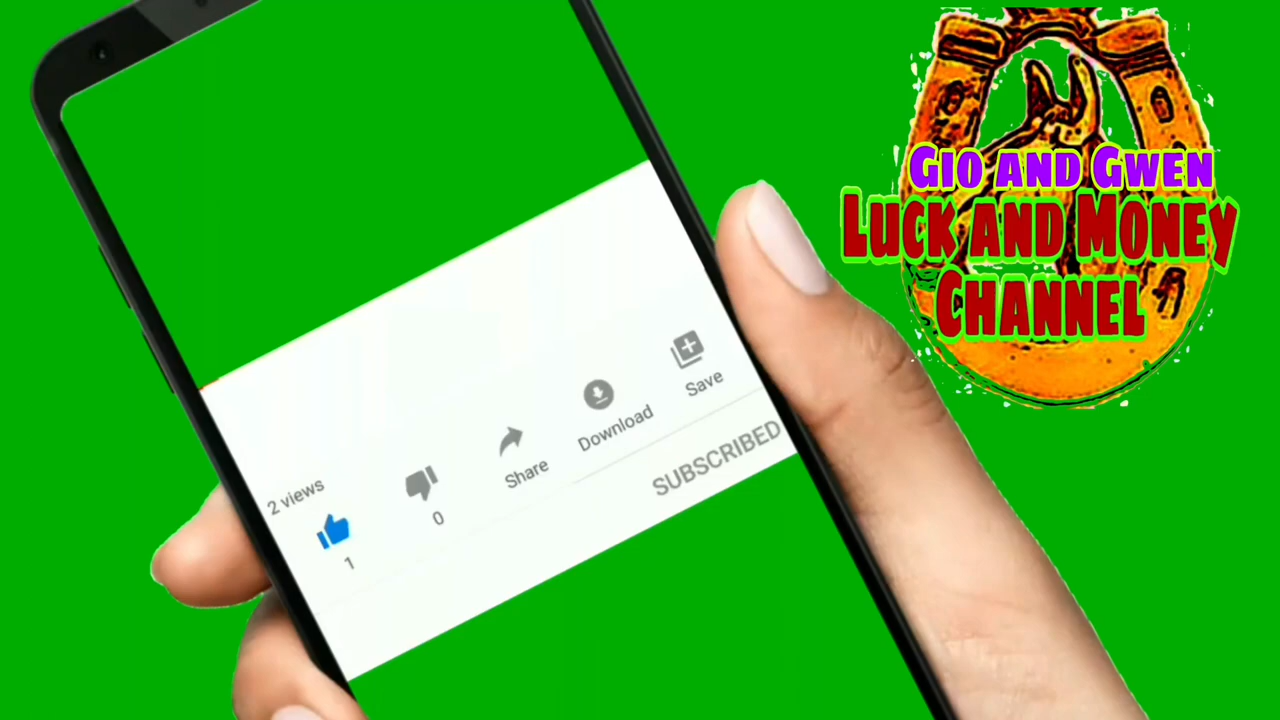 Gio and Gwen
Luck and Money
Channel
2 views
1
0
Share
Download
Save
SUBSCRIBED